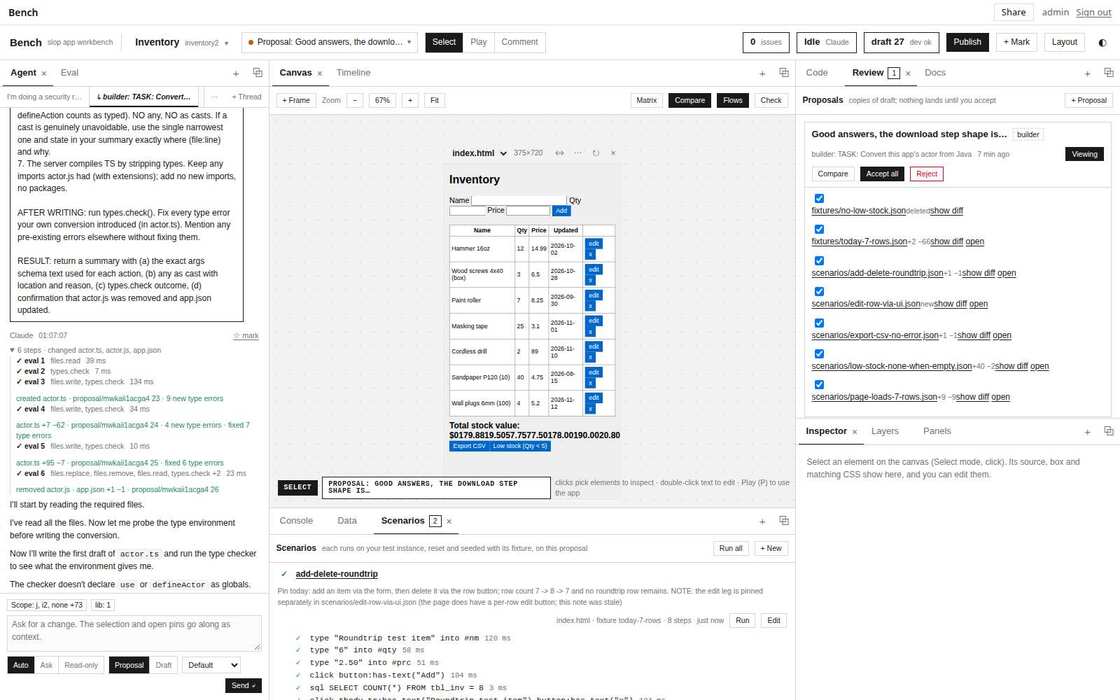 Bench
Share
admin
Sign out
Bench
slop app workbench
Inventory
inventory2
Proposal: Good answers, the downlo…
Select
Play
Comment
0 issues
Idle Claude
draft 27 dev ok
Publish
+ Mark
Layout
Agent ×
Eval
I'm doing a security r…
↳ builder: TASK: Convert…
+ Thread
defineAction counts as typed). NO any, NO as casts. If a
cast is genuinely unavoidable, use the single narrowest
one and state in your summary exactly where (file:line)
and why.
7. The server compiles TS by stripping types. Keep any
imports actor.js had (with extensions); add no new imports,
no packages.
AFTER WRITING: run types.check(). Fix every type error
your own conversion introduced (in actor.ts). Mention any
pre-existing errors elsewhere without fixing them.
RESULT: return a summary with (a) the exact args
schema text used for each action, (b) any as cast with
location and reason, (c) types.check outcome, (d)
confirmation that actor.js was removed and app.json
updated.
Claude 01:07:07
☆ mark
▾ 6 steps · changed actor.ts, actor.js, app.json
✓ eval 1 files.read 39 ms
✓ eval 2 types.check 7 ms
✓ eval 3 files.write, types.check 134 ms
created actor.ts · proposal/mwkaii1acga4 23 · 9 new type errors
✓ eval 4 files.write, types.check 34 ms
actor.ts +7 −62 · proposal/mwkaii1acga4 24 · 4 new type errors · fixed 7
type errors
✓ eval 5 files.write, types.check 10 ms
actor.ts +95 −7 · proposal/mwkaii1acga4 25 · fixed 6 type errors
✓ eval 6 files.replace, files.remove, files.read, types.check +2 23 ms
removed actor.js · app.json +1 −1 · proposal/mwkaii1acga4 26
I'll start by reading the required files.
I've read all the files. Now let me probe the type environment
before writing the conversion.
Now I'll write the first draft of actor.ts and run the type checker
to see what the environment gives me.
The checker doesn't declare use or defineActor as globals.
Scope: j, i2, none +73
lib: 1
Ask for a change. The selection and open pins go along as
context.
Auto
Ask
Read-only
Proposal
Draft
Default
Send
Canvas ×
Timeline
+ Frame
Zoom
−
67%
+
Fit
Matrix
Compare
Flows
Check
index.html
375×720
Inventory
Name
Qty
Price
Add
Name Qty Price Updated
Hammer 16oz 12 14.99 2026-10-02 edit x
Wood screws 4x40 (box) 3 6.5 2026-10-28 edit x
Paint roller 7 8.25 2026-09-30 edit x
Masking tape 25 3.1 2026-11-01 edit x
Cordless drill 2 89 2026-11-10 edit x
Sandpaper P120 (10) 40 4.75 2026-08-15 edit x
Wall plugs 6mm (100) 4 5.2 2026-11-12 edit x
Total stock value:
$0179.8819.5057.7577.50178.00190.0020.80
Export CSV
Low stock (Qty < 5)
SELECT
PROPOSAL: GOOD ANSWERS, THE DOWNLOAD STEP
SHAPE IS…
clicks pick elements to inspect · double-click text to edit · Play (P) to use
the app
Console
Data
Scenarios 2 ×
Scenarios
each runs on your test instance, reset and seeded with its fixture, on this proposal
Run all
+ New
✓ add-delete-roundtrip
Pin today: add an item via the form, then delete it via the row button; row count 7 -> 8 -> 7 and no roundtrip row remains. NOTE: the edit leg is pinned
separately in scenarios/edit-row-via-ui.json (the page does have a per-row edit button; this note was stale)
index html · fixture today-7-rows · 8 steps just now
Run
Edit
✓ type "Roundtrip test item" into #nm 120 ms
✓ type "6" into #qty 58 ms
✓ type "2.50" into #prc 51 ms
✓ click button:has-text("Add") 104 ms
✓ sql SELECT COUNT(*) FROM tbl_inv = 8 3 ms
Code
Review 1 ×
Docs
Proposals
copies of draft; nothing lands until you accept
+ Proposal
Good answers, the download step shape is…
builder
builder: TASK: Convert this app's actor from Java · 7 min ago
Viewing
Compare
Accept all
Reject
fixtures/no-low-stock.jsondeletedshow diff
fixtures/today-7-rows.json+2 −66show diff open
scenarios/add-delete-roundtrip.json+1 −1show diff open
scenarios/edit-row-via-ui.jsonnewshow diff open
scenarios/export-csv-no-error.json+1 −1show diff open
scenarios/low-stock-none-when-empty.json+40 −2show diff open
scenarios/page-loads-7-rows.json+9 −9show diff open
Inspector ×
Layers
Panels
Select an element on the canvas (Select mode, click). Its source, box and
matching CSS show here, and you can edit them.